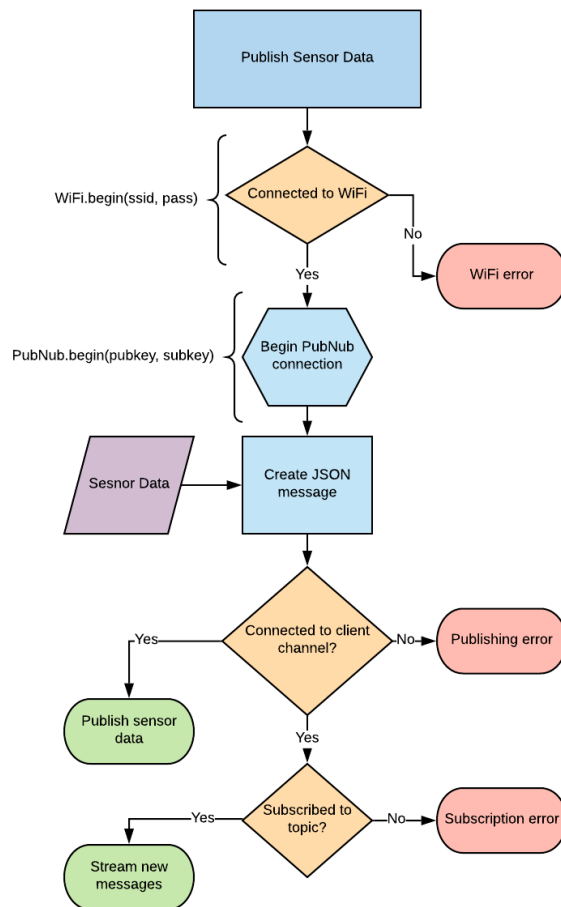 Publish Sensor Data
WiFi.begin(ssid, pass)
Connected to WiFi
No
WiFi error
Yes
PubNub.begin(pubkey, subkey)
Begin PubNub
connection
Sesnor Data
Create JSON
message
Yes
Connected to client
channel?
No
Publishing error
Publish sensor
data
Yes
Yes
Subscribed to
topic?
No
Subscription error
Stream new
messages